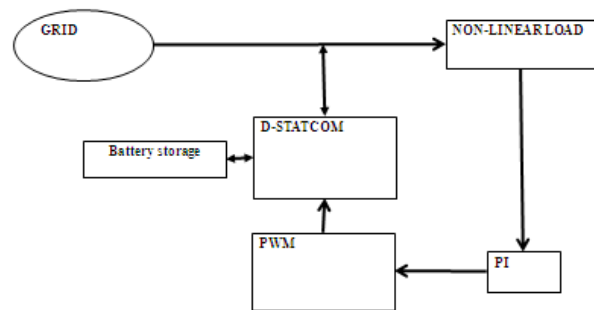 GRID
NON-LINEAR LOAD
D-STATCOM
Battery storage
PWM
PI